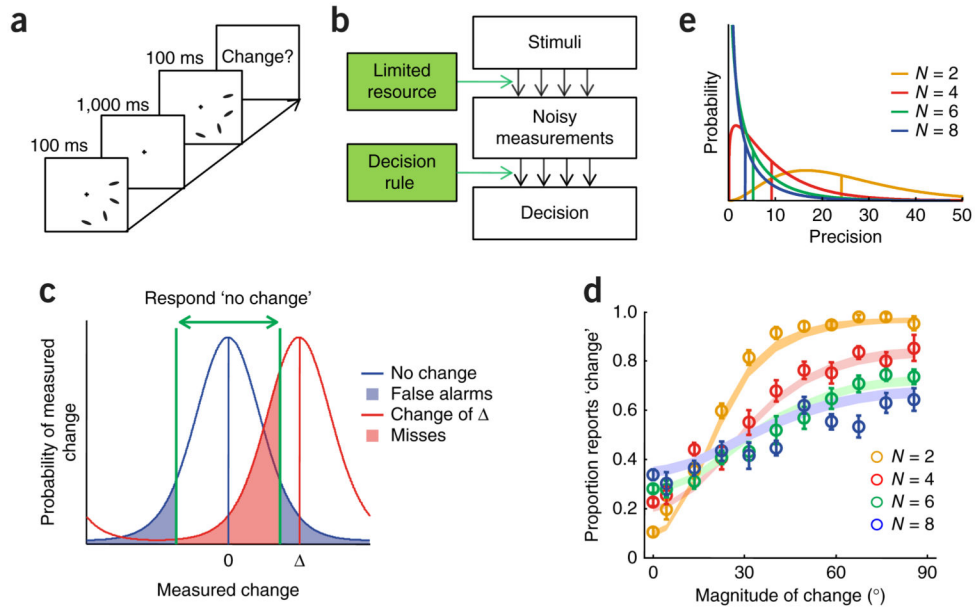 a
100 ms
1,000 ms
100 ms
Change?
b
Limited
resource
Decision
rule
Stimuli
Noisy
measurements
Decision
e
Probability
N = 2
N = 4
N = 6
N = 8
0 10 20 30 40 50
Precision
c
Respond ‘no change’
Probability of measured
change
No change
False alarms
Change of Δ
Misses
0 Δ
Measured change
d
Proportion reports ‘change’
1.0
0.8
0.6
0.4
0.2
0
N = 2
N = 4
N = 6
N = 8
0 30 60 90
Magnitude of change (°)